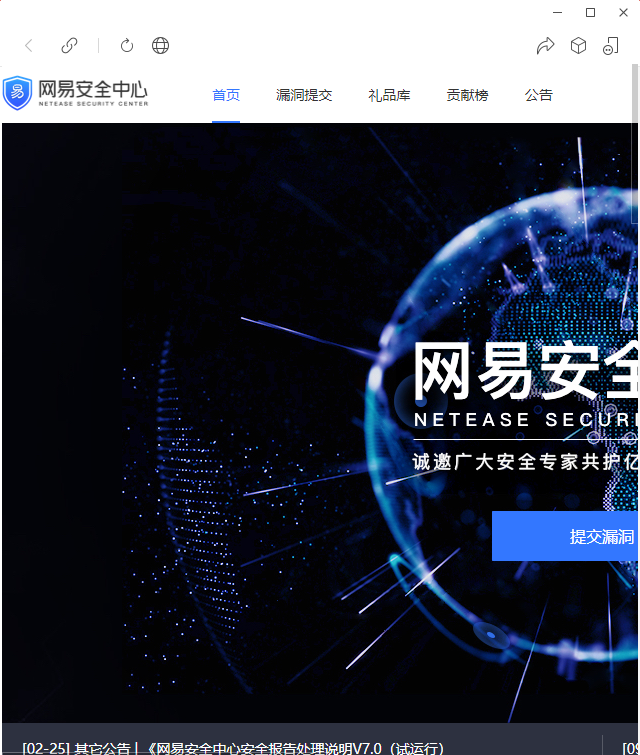 网易安全中心
NETEASE SECURITY CENTER
首页 漏洞提交 礼品库 贡献榜 公告
网易安全
NETEASE SECURI
诚邀广大安全专家共护亿
提交漏洞
[02-25] 其它公告 | 《网易安全中心安全报告处理说明V7.0（试运行）
[09